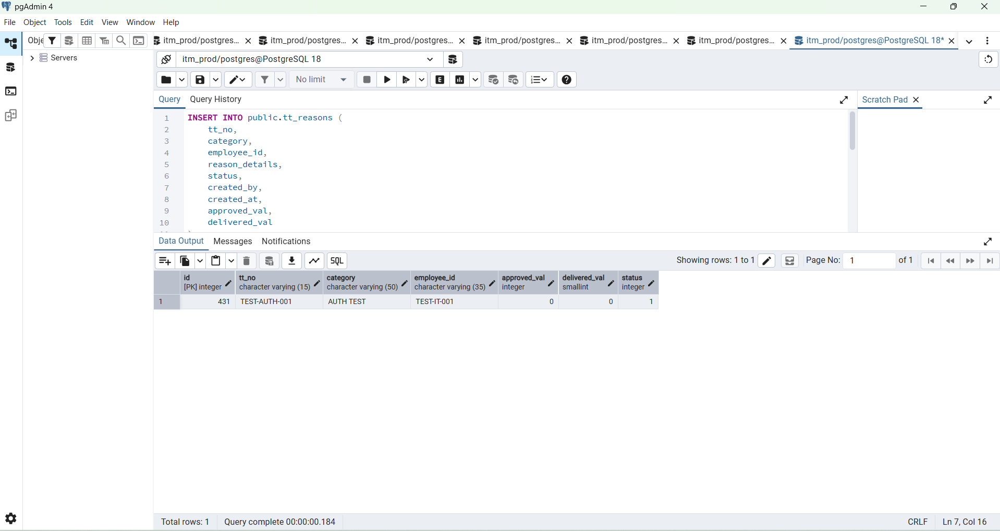 pgAdmin 4
File Object Tools Edit View Window Help
Obje
itm_prod/postgres... itm_prod/postgres... itm_prod/postgres... itm_prod/postgres... itm_prod/postgres... itm_prod/postgres... itm_prod/postgres@PostgreSQL 18*
Servers
itm_prod/postgres@PostgreSQL 18
No limit
E
Query Query History
Scratch Pad
1 INSERT INTO public.tt_reasons (
2 tt_no,
3 category,
4 employee_id,
5 reason_details,
6 status,
7 created_by,
8 created_at,
9 approved_val,
10 delivered_val
Data Output Messages Notifications
SQL
Showing rows: 1 to 1
Page No: 1 of 1
id tt_no category employee_id approved_val delivered_val status
[PK] integer character varying (15) character varying (50) character varying (35) integer smallint integer
1 431 TEST-AUTH-001 AUTH TEST TEST-IT-001 0 0 1
Total rows: 1 Query complete 00:00:00.184
CRLF Ln 7, Col 16